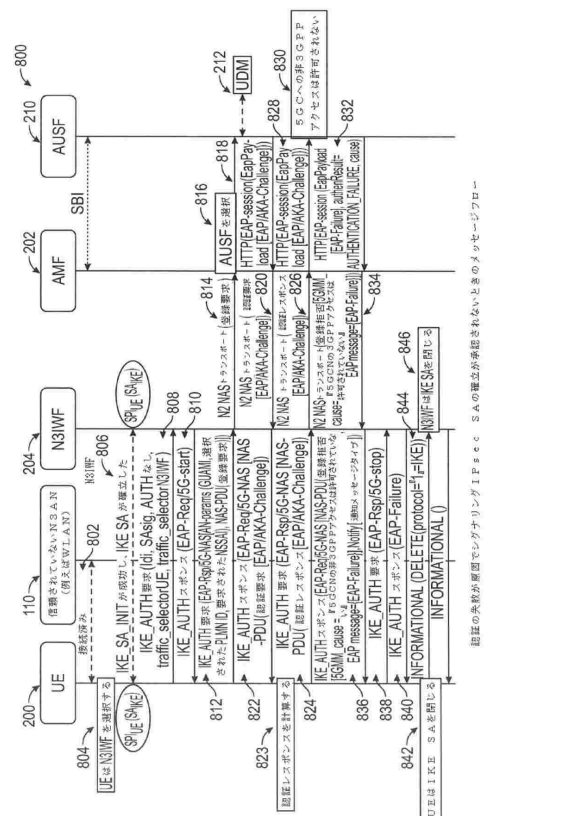 800
200
UE
110
信頼されていないN3AN
(例えばWLAN)
204
N3IWF
202
AMF
210
AUSF
SBI
接続済み
802
804
UEはN3IWFを選択する
N3IWF
806
IKE_SA_INITが成功し、IKE SAが確立した
SPI UE (SA IKE)
SPI UE (SA IKE)
IKE_AUTH要求 (Idi, SAsig, AUTHなし,
traffic_selectorUE, traffic_selectorN3IWF)
808
IKE_AUTHスポンス(EAP-Req/5G-start)
810
812
IKE_AUTH要求 (EAP-Rsp/5G-NAS(AN-params (GUAMI, 選択
されたPLMN ID, 要求されたNSSAI), NAS-PDU(登録要求)])
814
N2 NASトランスポート(登録要求)
816
AUSFを選択
818
HTTP(EAP-session(EapPay-
load [EAP/AKA-Challenge]))
212
UDM
820
N2 NASトランスポート(認証要求
[EAP/AKA-Challenge])
822
IKE_AUTHスポンス(EAP-Req/5G-NAS [NAS
-PDU(認証要求 [EAP/AKA-Challenge])
823
認証レスポンスを計算する
824
IKE_AUTH要求 (EAP-Rsp/5G-NAS [NAS-
PDU(認証レスポンス[EAP/AKA-Challenge])
826
N2 NASトランスポート(認証レスポンス
[EAP/AKA-Challenge])
828
HTTP(EAP-session(EapPay-
load [EAP/AKA-Challenge]))
830
5GCへの非3GPP
アクセスは許可されない
832
HTTP(EAP-session (EapPayload
[EAP-Failure], authenResult=
AUTHENTICATION_FAILURE, cause)
834
N2 NASトランスポート(登録拒否[5GMM_
cause=『5GCNの3GPPアクセスは
許可されていない』
EAP message=[EAP-Failure]))
836
IKE_AUTHスポンス(EAP-Req/5G-NAS [NAS-PDU(登録拒否
[5GMM_cause=『5GCNの非3GPPアクセスは許可されていな
い』
EAP message=[EAP-Failure]],Notify[通知メッセージタイプ])
838
IKE_AUTH要求 (EAP-Rsp/5G-stop)
840
IKE_AUTHスポンス(EAP-Failure)
844
INFORMATIONAL (DELETE(protocol="1"=IKE))
842
UEはIKE SAを閉じる
INFORMATIONAL ()
846
N3IWFはKE SAを閉じる
認証の失敗が原因でシグナリングIPsec SAの確立が承認されないときのメッセージフロー